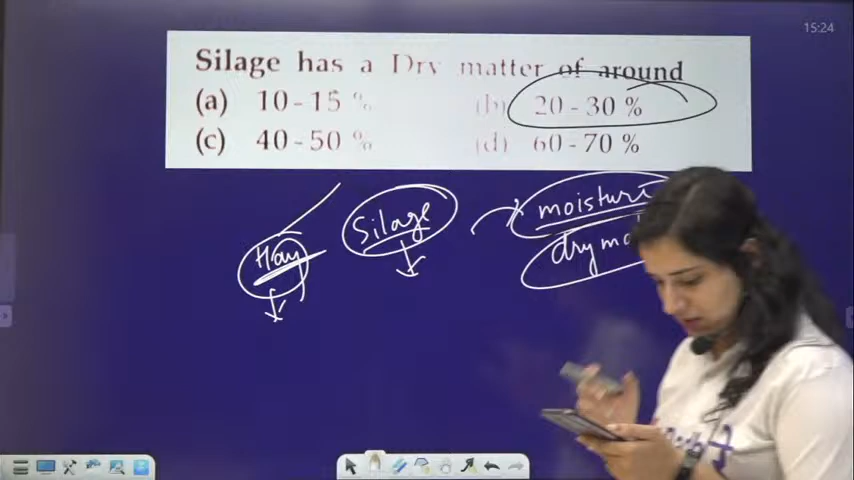 15:24
Silage has a Dry matter of around
(a) 10-15 % (b) 20-30 %
(c) 40-50 % (d) 60-70 %
Hay Silage moisture
dry